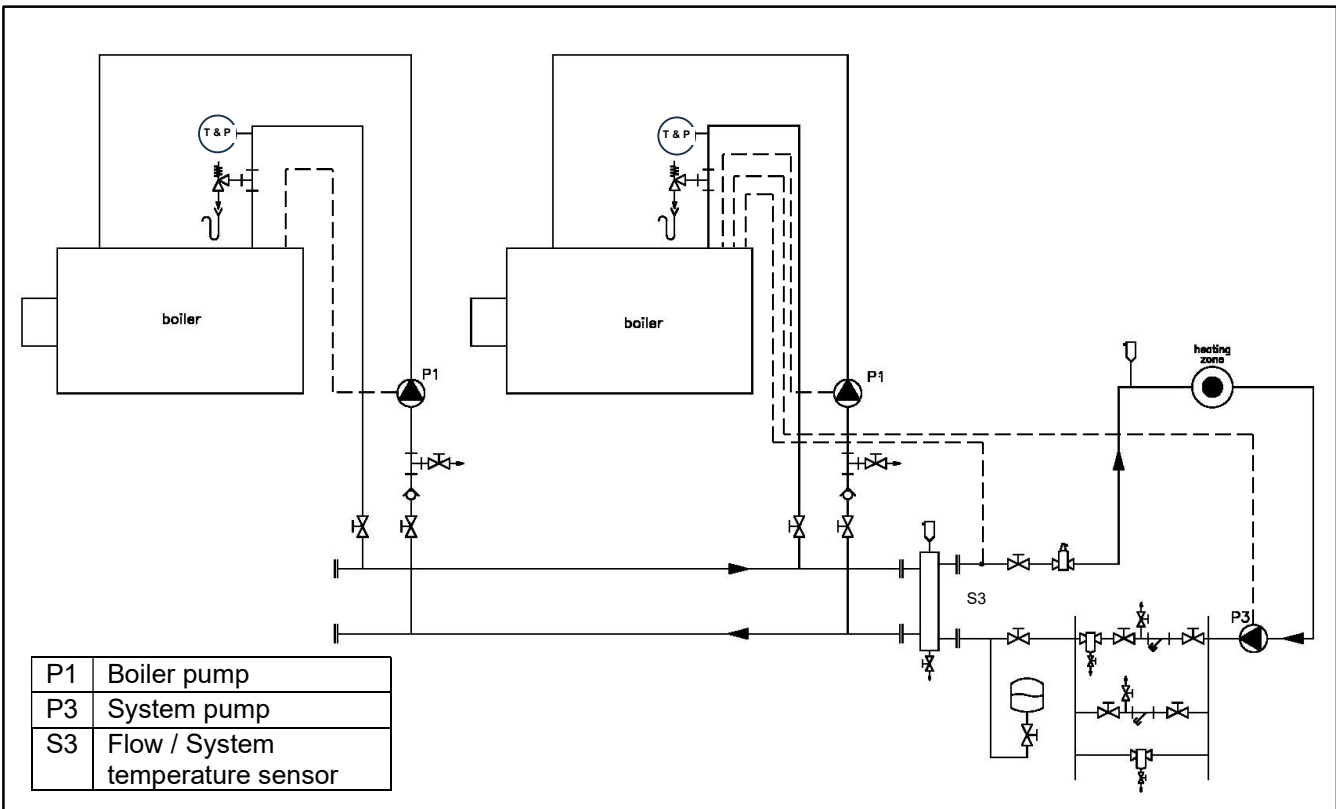 T & P
T & P
boiler
boiler
P1
P1
heating
zone
S3
P3
P1 Boiler pump
P3 System pump
S3 Flow / System
temperature sensor